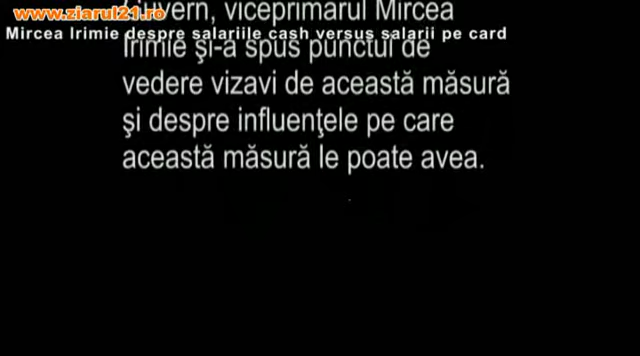 www.ziarul21.ro
Guvern, viceprimarul Mircea
Mircea Irimie despre salariile cash versus salarii pe card
Irimie şi-a spus punctul de
vedere vizavi de această măsură
şi despre influenţele pe care
această măsură le poate avea.